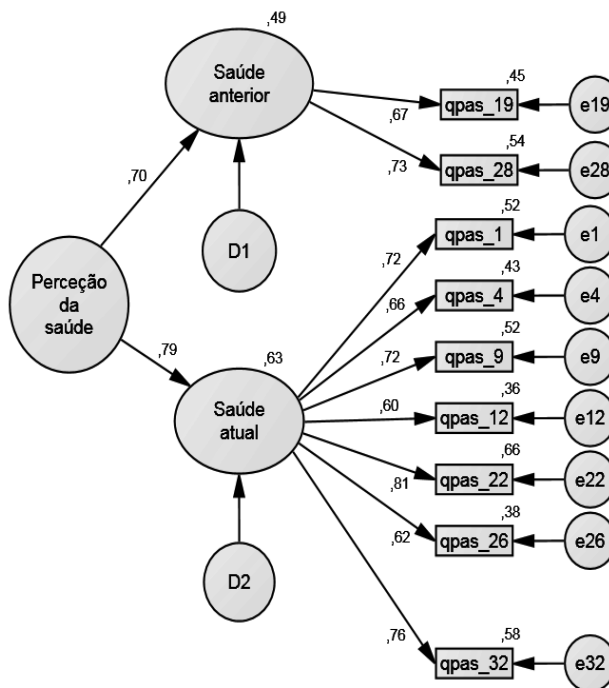 ,49
Saúde
anterior
,45
,67
qpas_19
e19
,54
,73
qpas_28
e28
,70
D1
,52
,72
qpas_1
e1
Perceção
da
saúde
,43
,66
qpas_4
e4
,79
,63
,52
,72
qpas_9
e9
Saúde
atual
,36
,60
qpas_12
e12
,66
,81
qpas_22
e22
,38
,62
qpas_26
e26
D2
,58
,76
qpas_32
e32